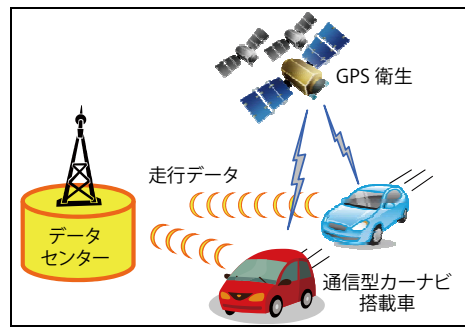 GPS 衛生
走行データ
データ
センター
通信型カーナビ
搭載車